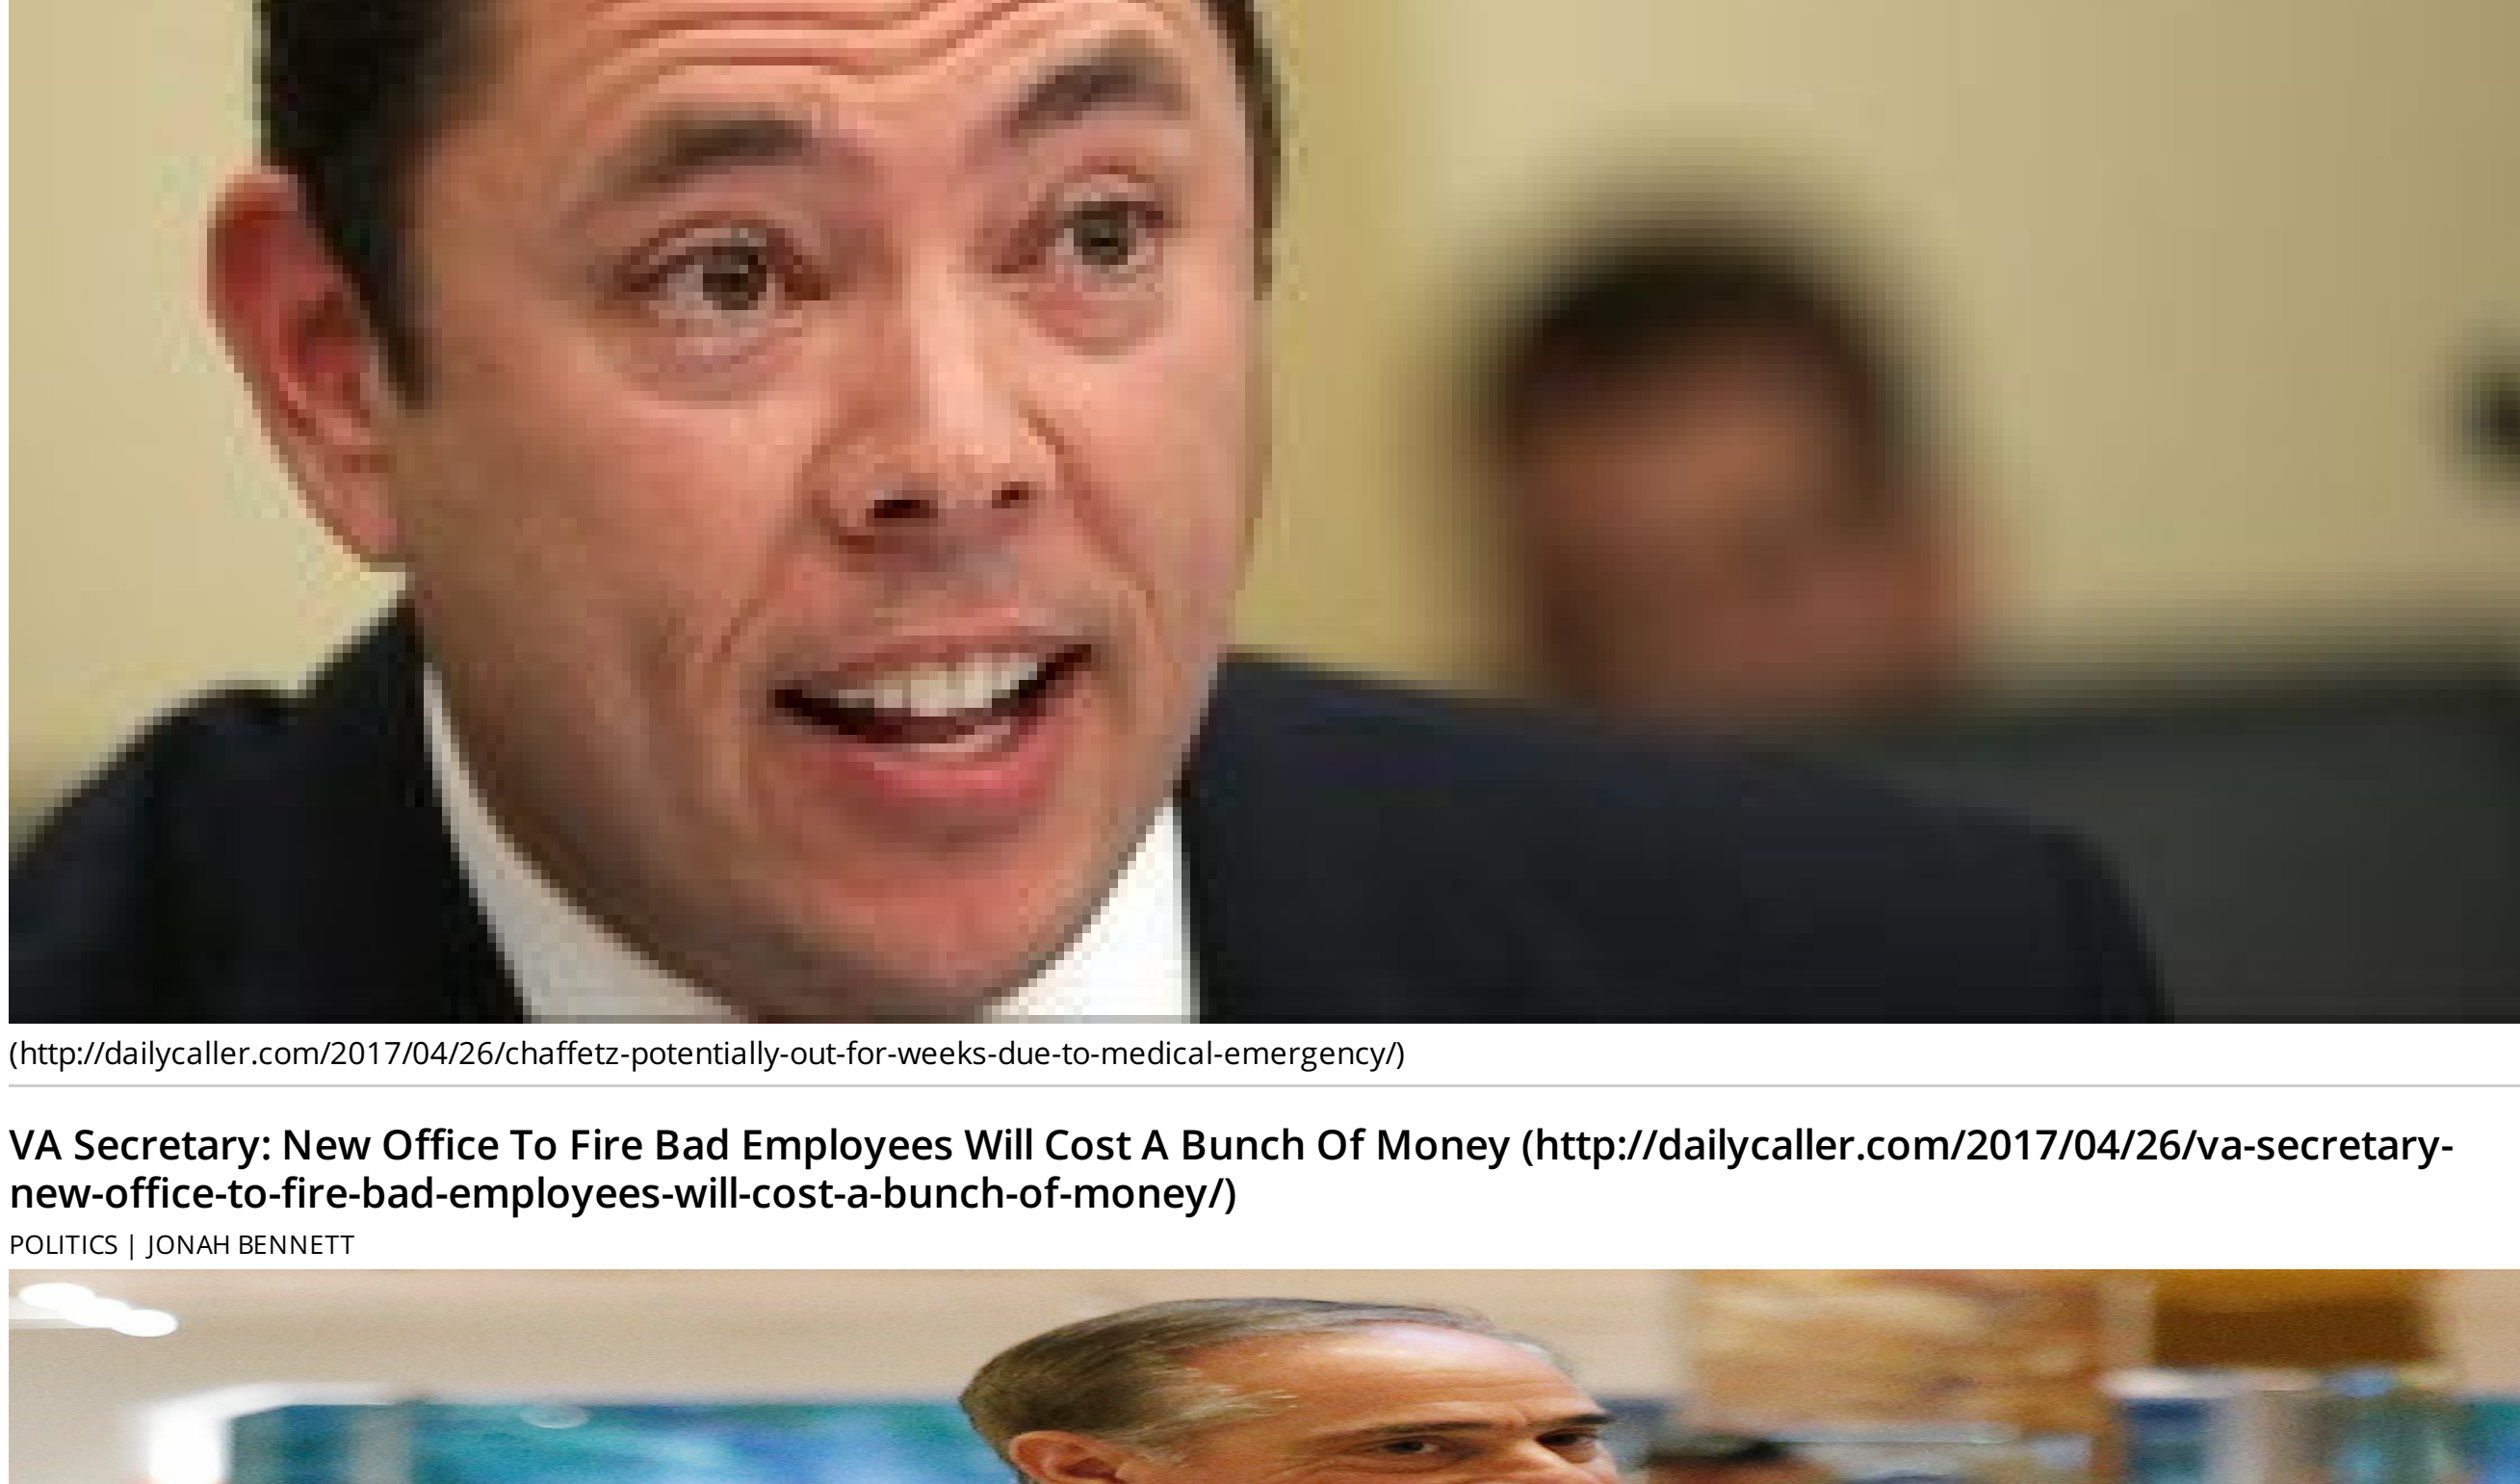 (http://dailycaller.com/2017/04/26/chaffetz-potentially-out-for-weeks-due-to-medical-emergency/)
VA Secretary: New Office To Fire Bad Employees Will Cost A Bunch Of Money (http://dailycaller.com/2017/04/26/va-secretary-
new-office-to-fire-bad-employees-will-cost-a-bunch-of-money/)
POLITICS | JONAH BENNETT